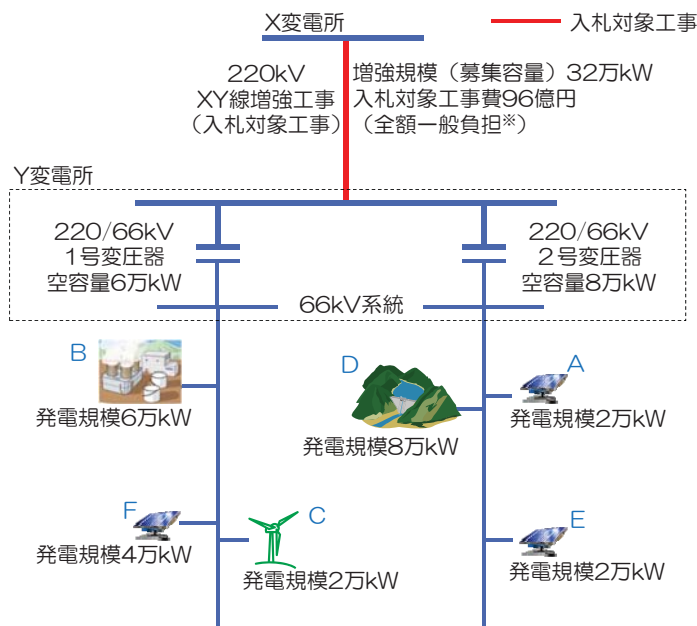 X変電所
入札対象工事
220kV
XY線増強工事
（入札対象工事）
増強規模（募集容量）32万kW
入札対象工事費96億円
（全額一般負担※）
Y変電所
220/66kV
1号変圧器
空容量6万kW
220/66kV
2号変圧器
空容量8万kW
66kV系統
B
発電規模6万kW
D
発電規模8万kW
A
発電規模2万kW
F
発電規模4万kW
C
発電規模2万kW
E
発電規模2万kW